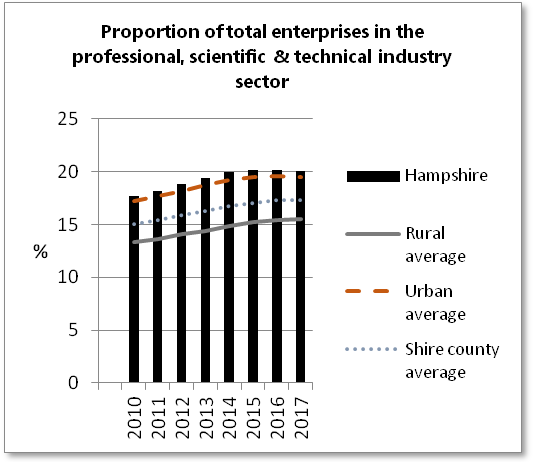 Proportion of total enterprises in the
professional, scientific & technical industry
sector
25
20
15
10
5
0
%
2010
2011
2012
2013
2014
2015
2016
2017
Hampshire
Rural
average
Urban
average
Shire county
average